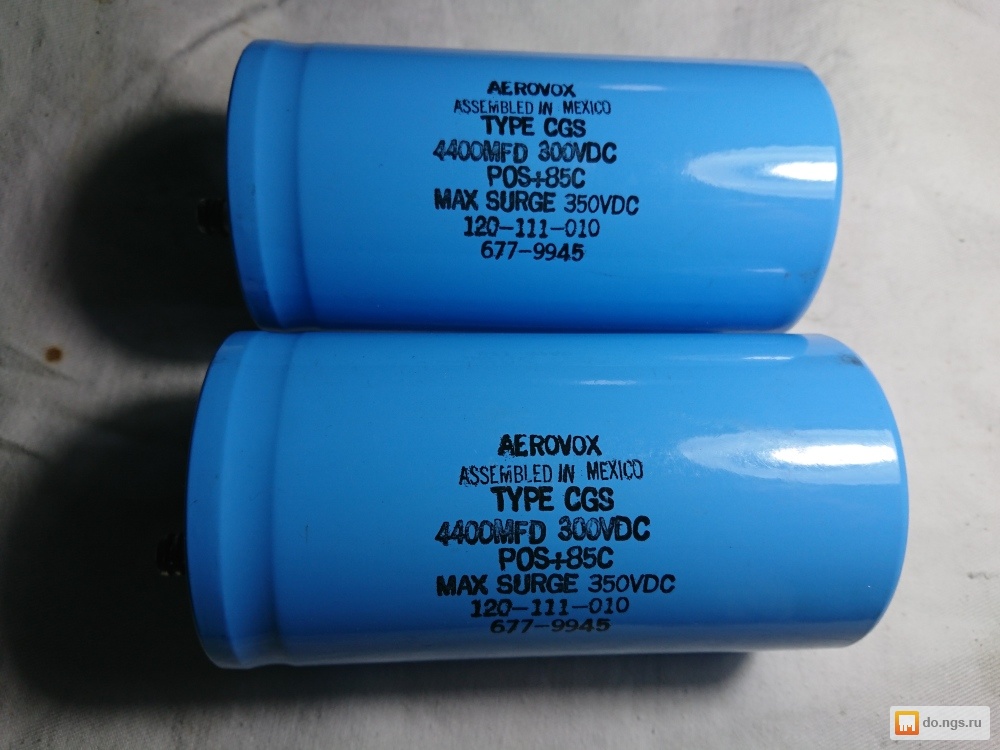 AEROVOX
ASSEMBLED IN MEXICO
TYPE CGS
4400MFD 300VDC
POS+85C
MAX SURGE 350VDC
120-111-010
677-9945
AEROVOX
ASSEMBLED IN MEXICO
TYPE CGS
4400MFD 300VDC
POS+85C
MAX SURGE 350VDC
120-111-010
677-9945
do.ngs.ru